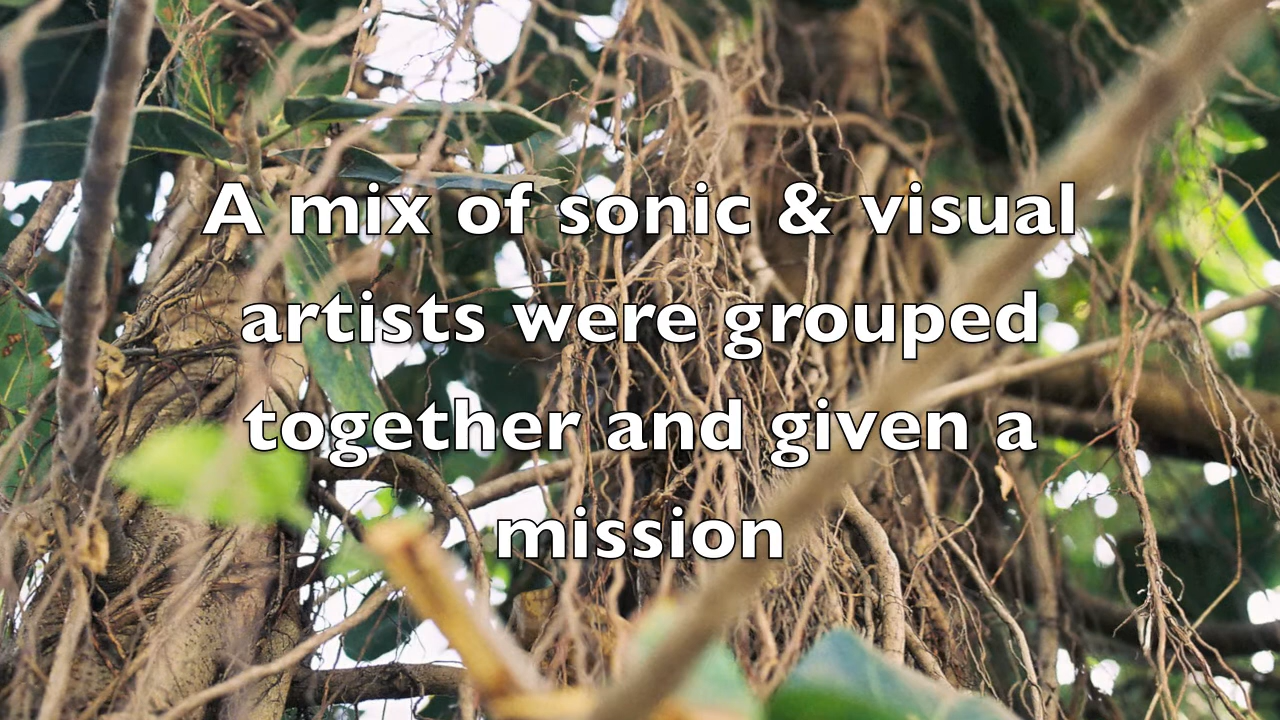 A mix of sonic & visual
artists were grouped
together and given a
mission